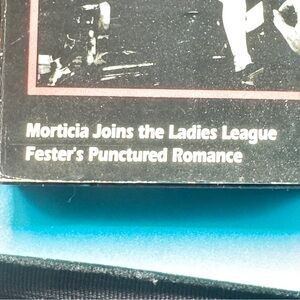 Morticia Joins the Ladies League
Fester's Punctured Romance